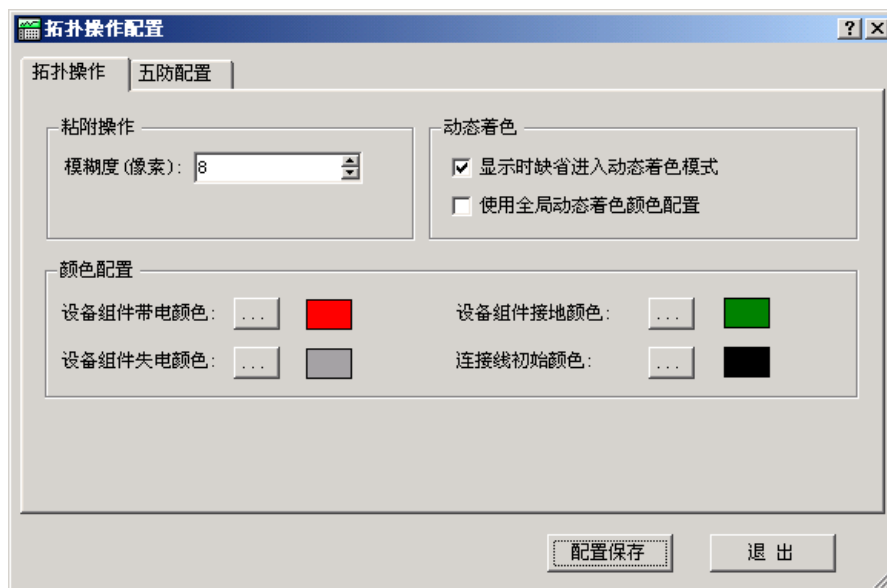 拓扑操作配置
拓扑操作 五防配置
粘附操作
模糊度(像素): 8
动态着色
显示时缺省进入动态着色模式
使用全局动态着色颜色配置
颜色配置
设备组件带电颜色: ... 设备组件接地颜色: ...
设备组件失电颜色: ... 连接线初始颜色: ...
配置保存 退 出